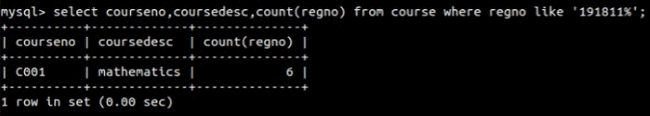 mysql> select courseno,coursedesc,count(regno) from course where regno like '191811%';
+----------+-------------+--------------+
| courseno | coursedesc | count(regno) |
+----------+-------------+--------------+
| C001 | mathematics | 6 |
+----------+-------------+--------------+
1 row in set (0.00 sec)